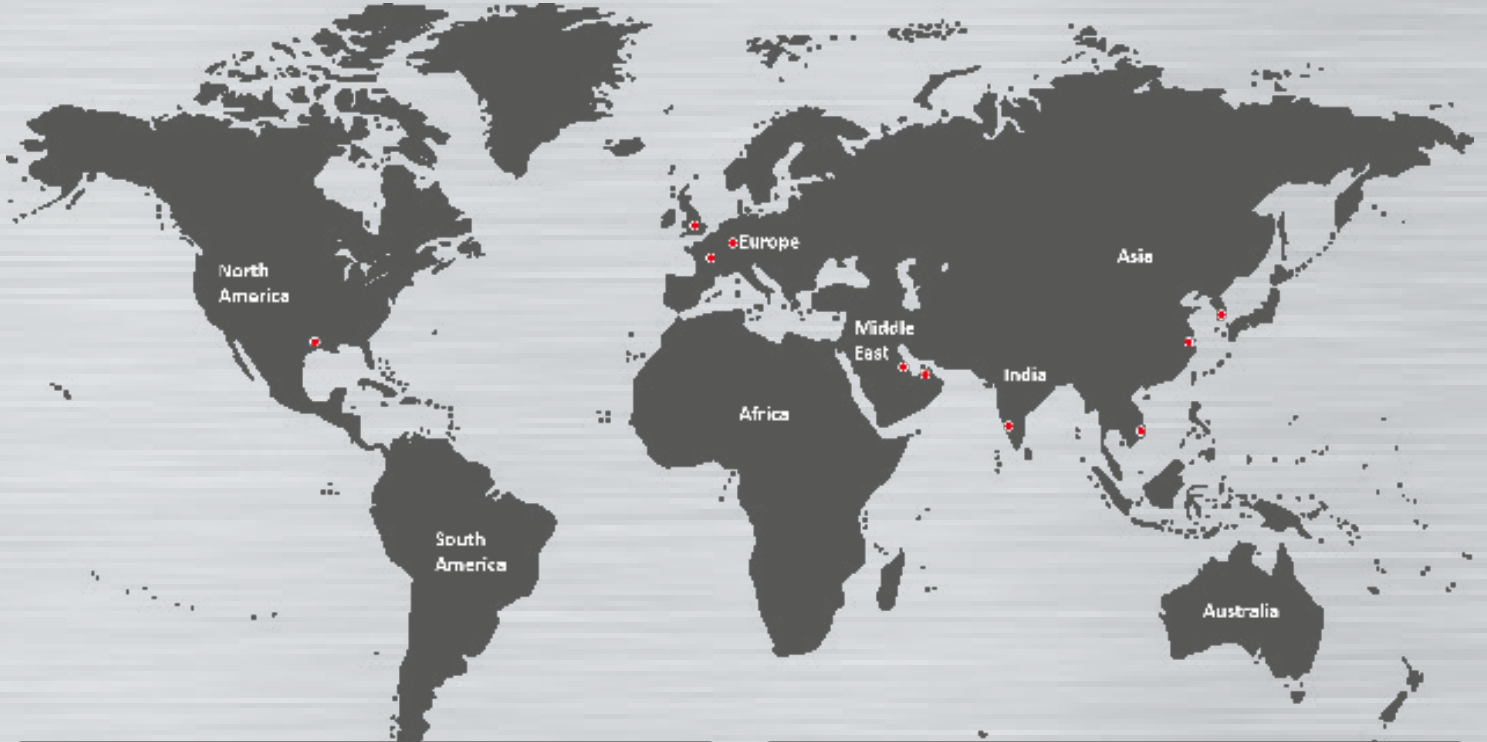 North
America
Europe
Asia
Middle
East
India
Africa
South
America
Australia